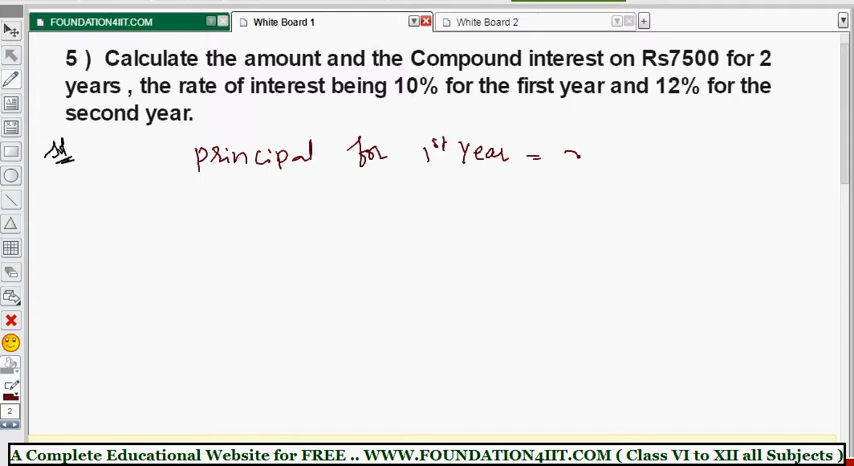 FOUNDATION4IIT.COM White Board 1 White Board 2
5 ) Calculate the amount and the Compound interest on Rs7500 for 2
years , the rate of interest being 10% for the first year and 12% for the
second year.
Sol principal for 1st year =
2
A Complete Educational Website for FREE .. WWW.FOUNDATION4IIT.COM ( Class VI to XII all Subjects )